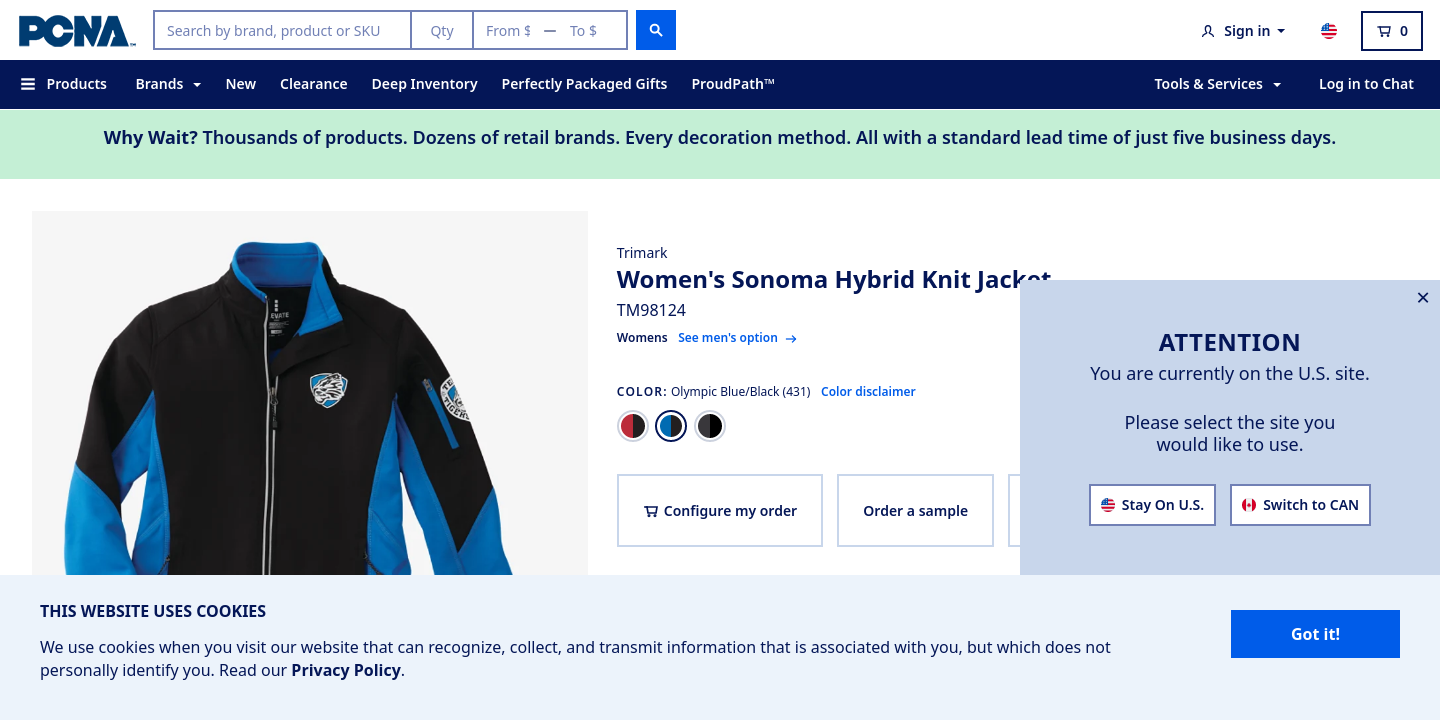 PCNA™
Search by brand, product or SKU
Qty
From $ — To $
Sign in
0
Products
Brands
New
Clearance
Deep Inventory
Perfectly Packaged Gifts
ProudPath™
Tools & Services
Log in to Chat
Why Wait? Thousands of products. Dozens of retail brands. Every decoration method. All with a standard lead time of just five business days.
Trimark
Women's Sonoma Hybrid Knit Jacket
TM98124
Womens See men's option →
COLOR: Olympic Blue/Black (431) Color disclaimer
Configure my order
Order a sample
✕
ATTENTION
You are currently on the U.S. site.
Please select the site you
would like to use.
Stay On U.S.
Switch to CAN
THIS WEBSITE USES COOKIES
We use cookies when you visit our website that can recognize, collect, and transmit information that is associated with you, but which does not
personally identify you. Read our Privacy Policy.
Got it!